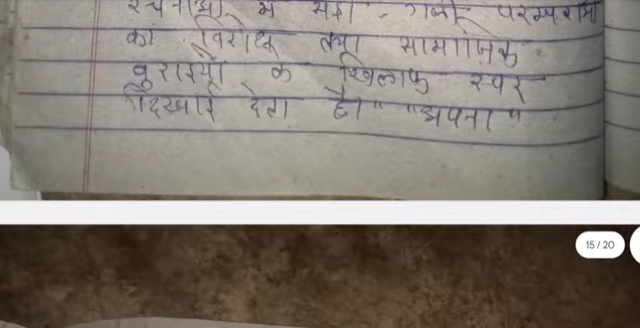 रचनाओं में सड़ी - गली परम्पराओं
का विरोध तथा सामाजिक
बुराइयों के खिलाफ स्वर
दिखाई देता है। "अपना"
15 / 20